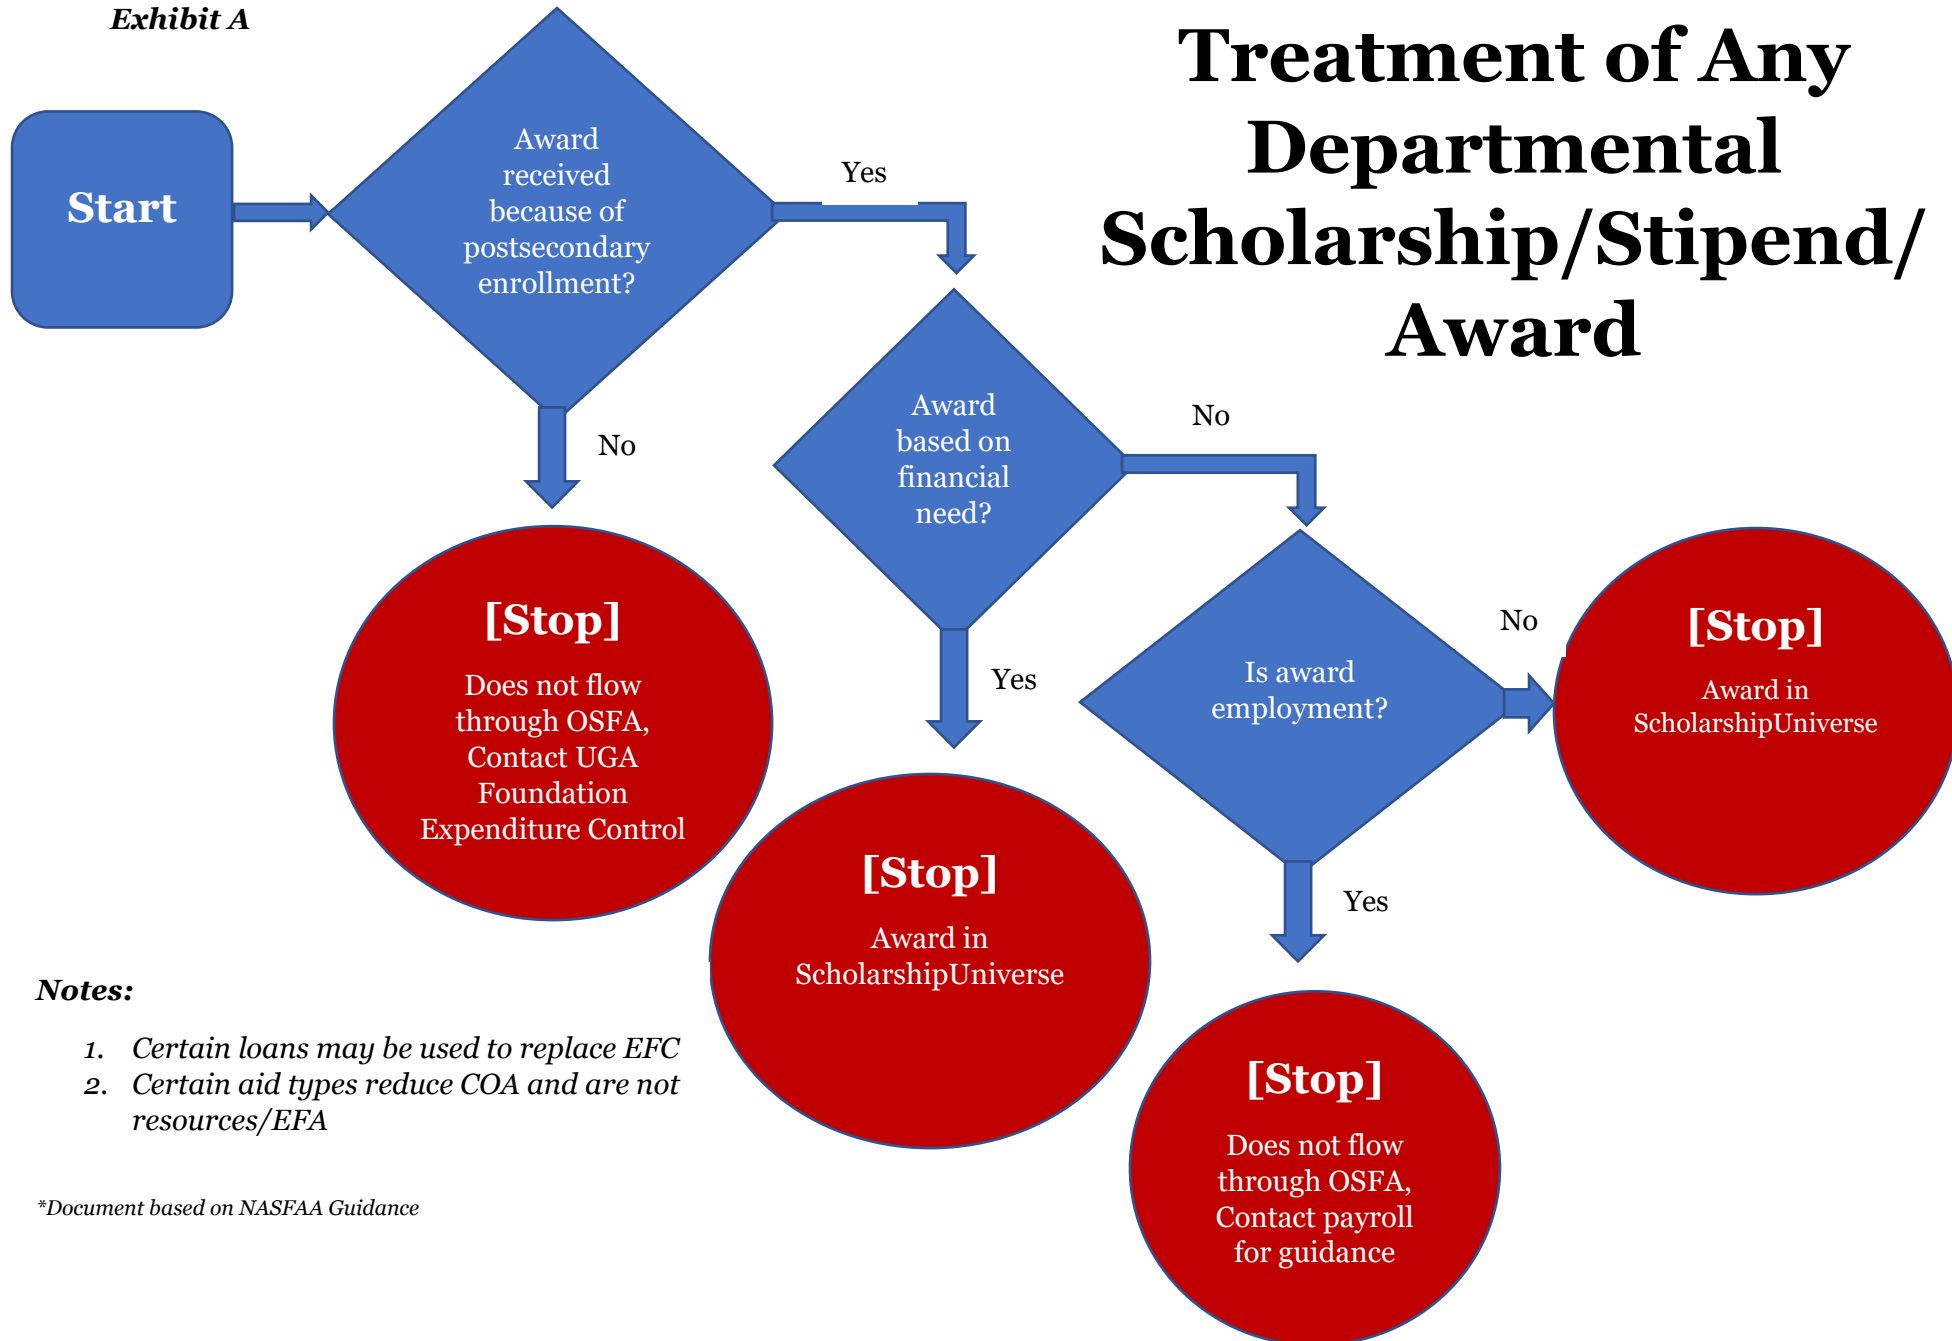 Exhibit A
Treatment of Any
Departmental
Scholarship/Stipend/
Award
Start
Award
received
because of
postsecondary
enrollment?
Yes
No
Award
based on
financial
need?
No
Yes
[Stop]
Does not flow
through OSFA,
Contact UGA
Foundation
Expenditure Control
Is award
employment?
No
Yes
[Stop]
Award in
ScholarshipUniverse
[Stop]
Award in
ScholarshipUniverse
[Stop]
Does not flow
through OSFA,
Contact payroll
for guidance
Notes:
1. Certain loans may be used to replace EFC
2. Certain aid types reduce COA and are not
resources/EFA
*Document based on NASFAA Guidance